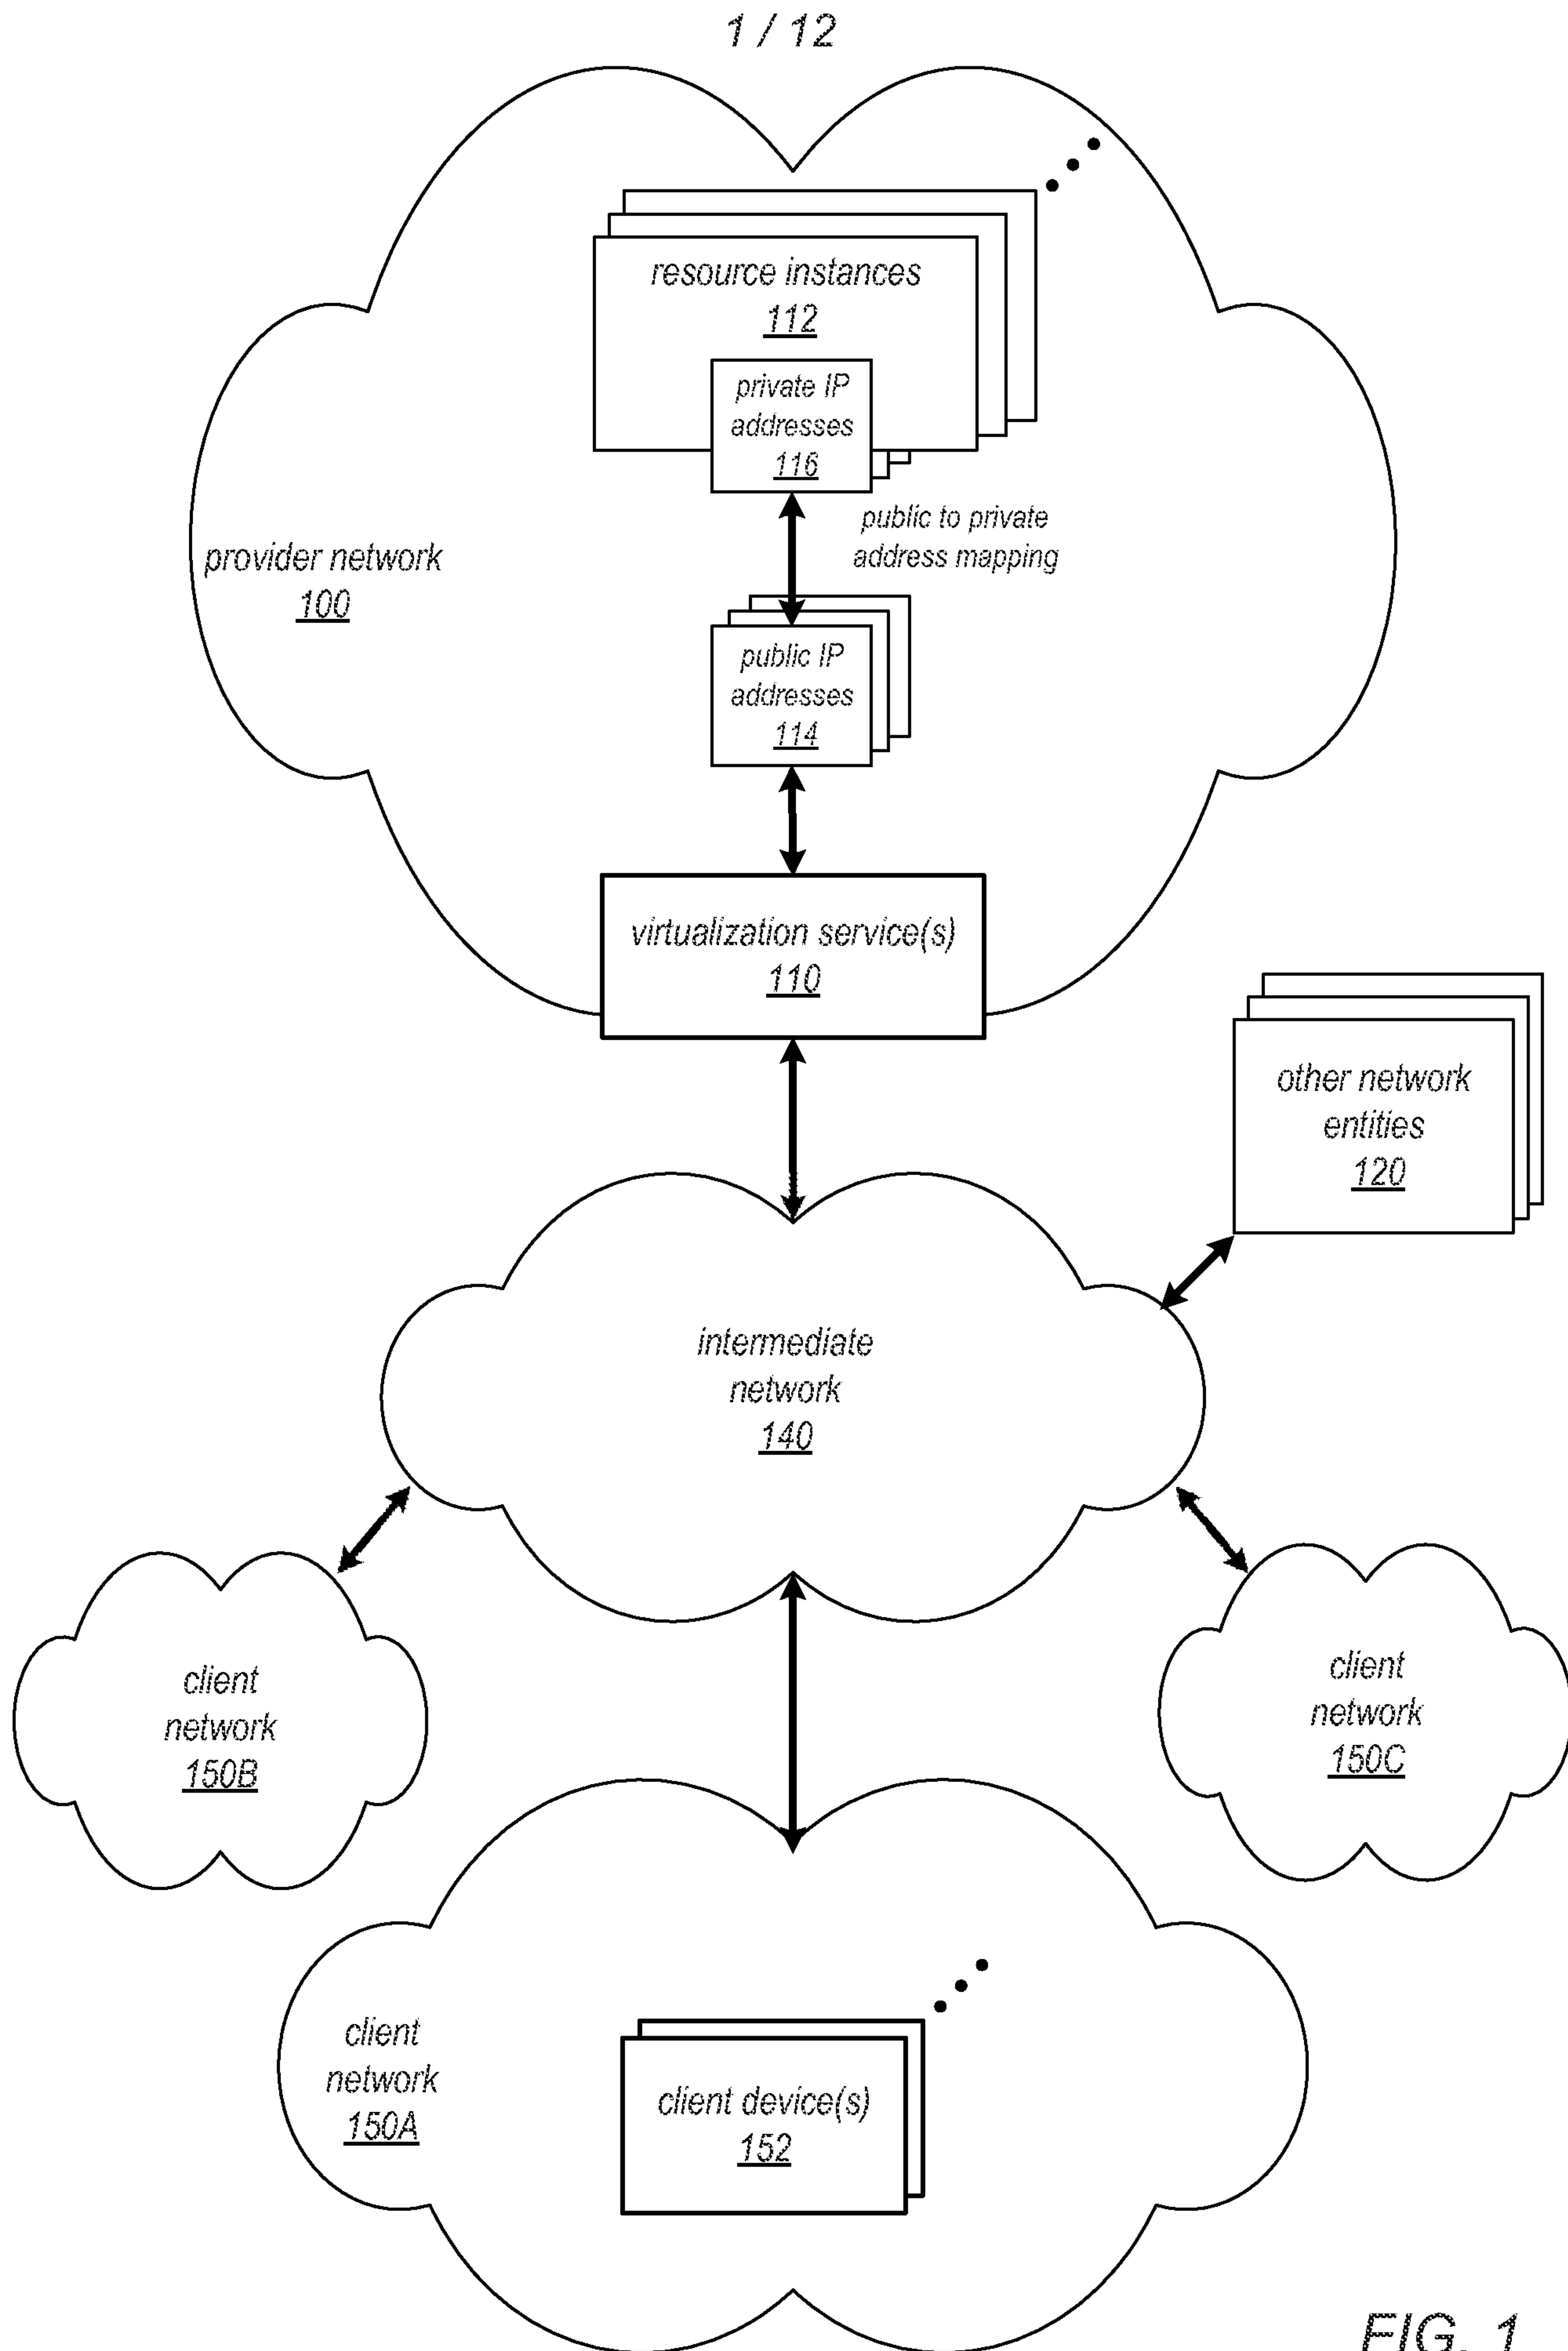 1 / 12
resource instances
112
private IP
addresses
116
public to private
address mapping
provider network
100
public IP
addresses
114
virtualization service(s)
110
other network
entities
120
intermediate
network
140
client
network
150B
client
network
150C
client
network
150A
client device(s)
152
FIG. 1